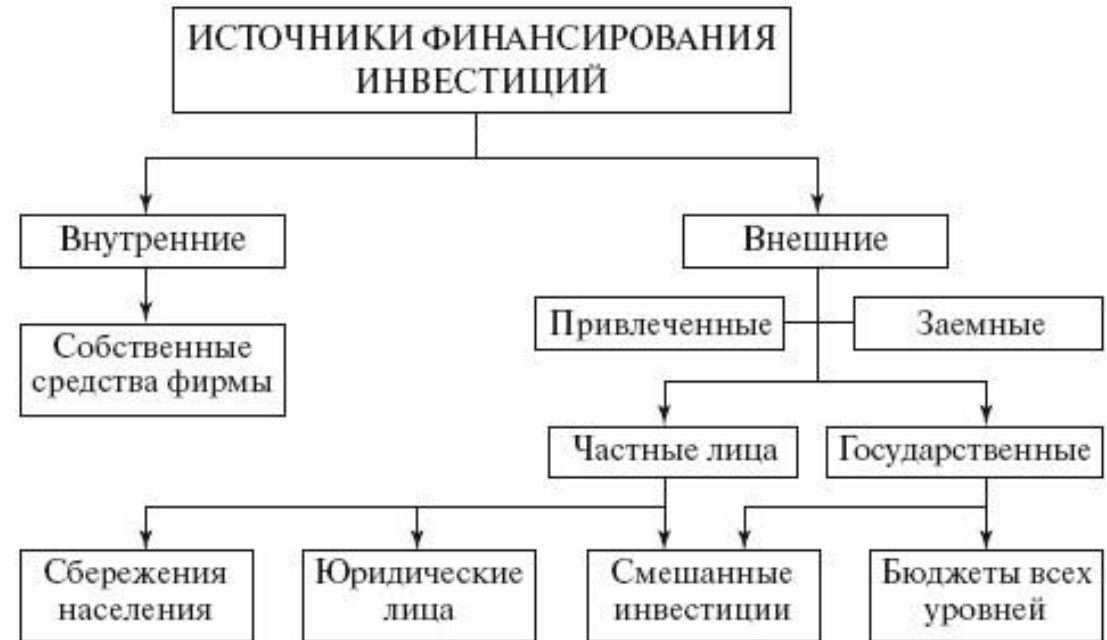 ИСТОЧНИКИ ФИНАНСИРОВАНИЯ
ИНВЕСТИЦИЙ
Внутренние
Внешние
Собственные
средства фирмы
Привлеченные
Заемные
Частные лица
Государственные
Сбережения
населения
Юридические
лица
Смешанные
инвестиции
Бюджеты всех
уровней